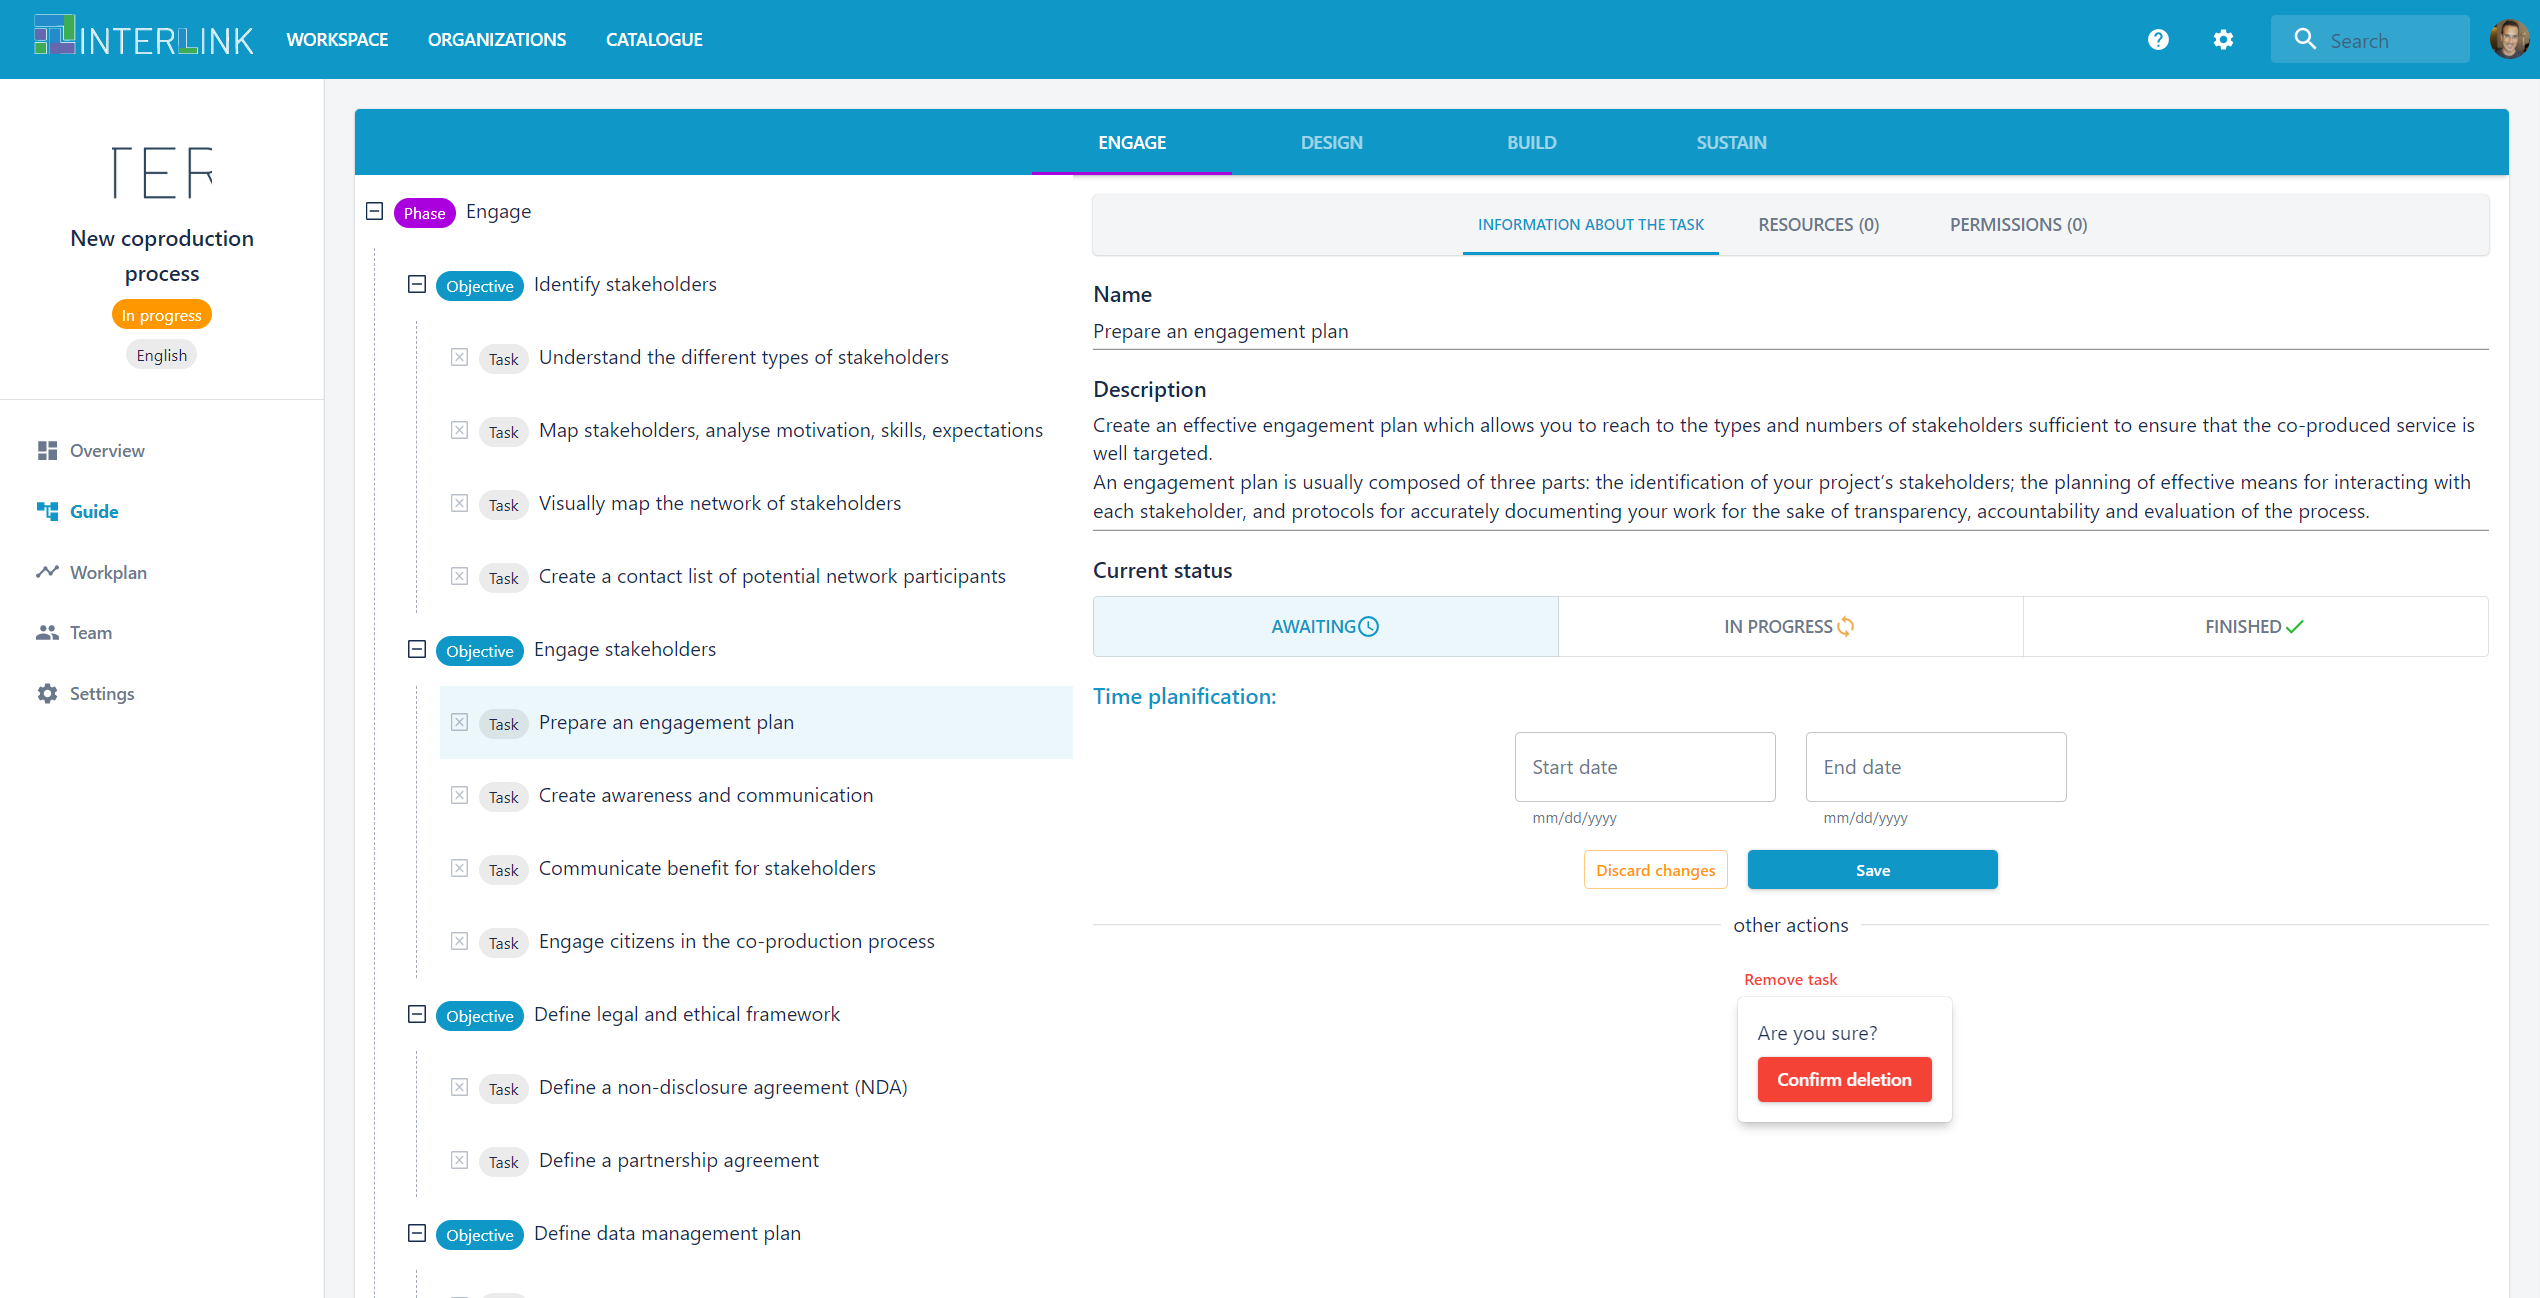 INTERLINK
WORKSPACE
ORGANIZATIONS
CATALOGUE
Search
TER
New coproduction
process
In progress
English
Overview
Guide
Workplan
Team
Settings
ENGAGE
DESIGN
BUILD
SUSTAIN
Phase Engage
Objective Identify stakeholders
Task Understand the different types of stakeholders
Task Map stakeholders, analyse motivation, skills, expectations
Task Visually map the network of stakeholders
Task Create a contact list of potential network participants
Objective Engage stakeholders
Task Prepare an engagement plan
Task Create awareness and communication
Task Communicate benefit for stakeholders
Task Engage citizens in the co-production process
Objective Define legal and ethical framework
Task Define a non-disclosure agreement (NDA)
Task Define a partnership agreement
Objective Define data management plan
INFORMATION ABOUT THE TASK
RESOURCES (0)
PERMISSIONS (0)
Name
Prepare an engagement plan
Description
Create an effective engagement plan which allows you to reach to the types and numbers of stakeholders sufficient to ensure that the co-produced service is
well targeted.
An engagement plan is usually composed of three parts: the identification of your project’s stakeholders; the planning of effective means for interacting with
each stakeholder, and protocols for accurately documenting your work for the sake of transparency, accountability and evaluation of the process.
Current status
AWAITING
IN PROGRESS
FINISHED
Time planification:
Start date
End date
mm/dd/yyyy
mm/dd/yyyy
Discard changes
Save
other actions
Remove task
Are you sure?
Confirm deletion